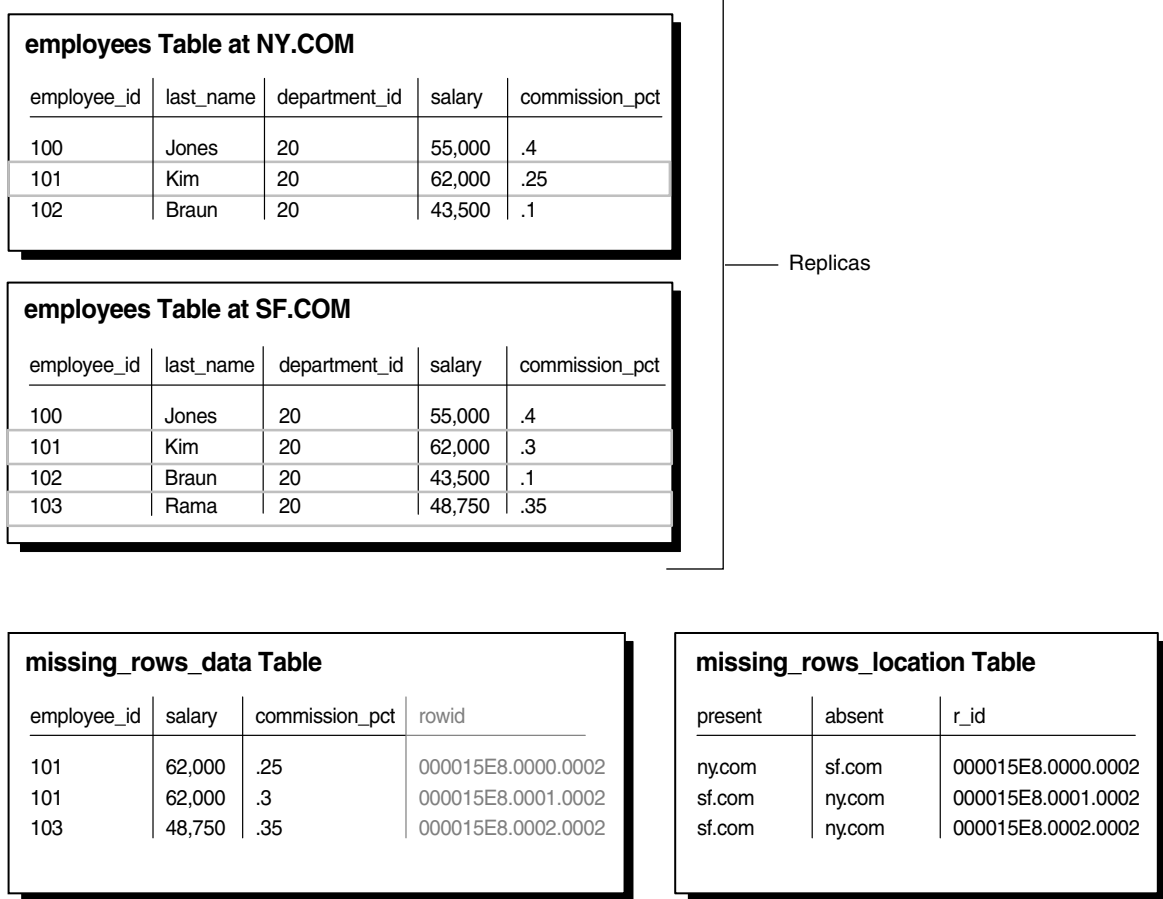 employees Table at NY.COM
employee_id last_name department_id salary commission_pct
100 Jones 20 55,000 .4
101 Kim 20 62,000 .25
102 Braun 20 43,500 .1
Replicas
employees Table at SF.COM
employee_id last_name department_id salary commission_pct
100 Jones 20 55,000 .4
101 Kim 20 62,000 .3
102 Braun 20 43,500 .1
103 Rama 20 48,750 .35
missing_rows_data Table
employee_id salary commission_pct rowid
101 62,000 .25 000015E8.0000.0002
101 62,000 .3 000015E8.0001.0002
103 48,750 .35 000015E8.0002.0002
missing_rows_location Table
present absent r_id
ny.com sf.com 000015E8.0000.0002
sf.com ny.com 000015E8.0001.0002
sf.com ny.com 000015E8.0002.0002